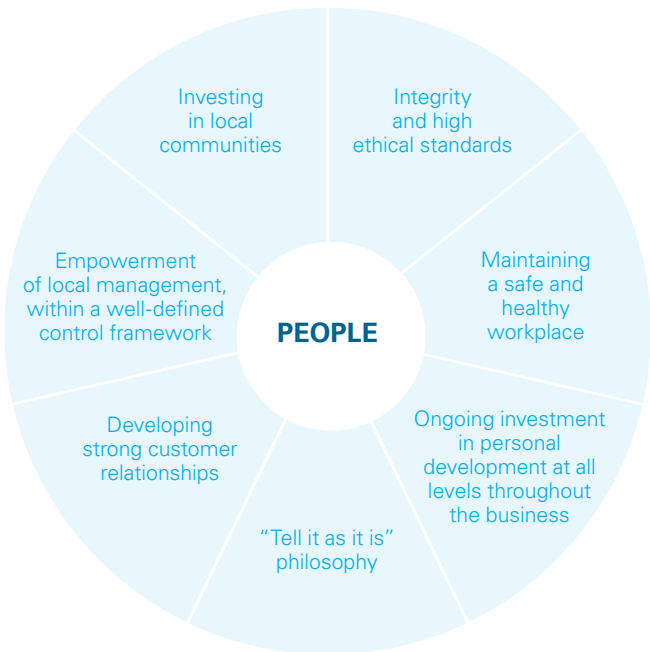 Investing
in local
communities
Integrity
and high
ethical standards
Empowerment
of local management,
within a well-defined
control framework
PEOPLE
Maintaining
a safe and
healthy
workplace
Developing
strong customer
relationships
Ongoing investment
in personal
development at all
levels throughout
the business
“Tell it as it is”
philosophy